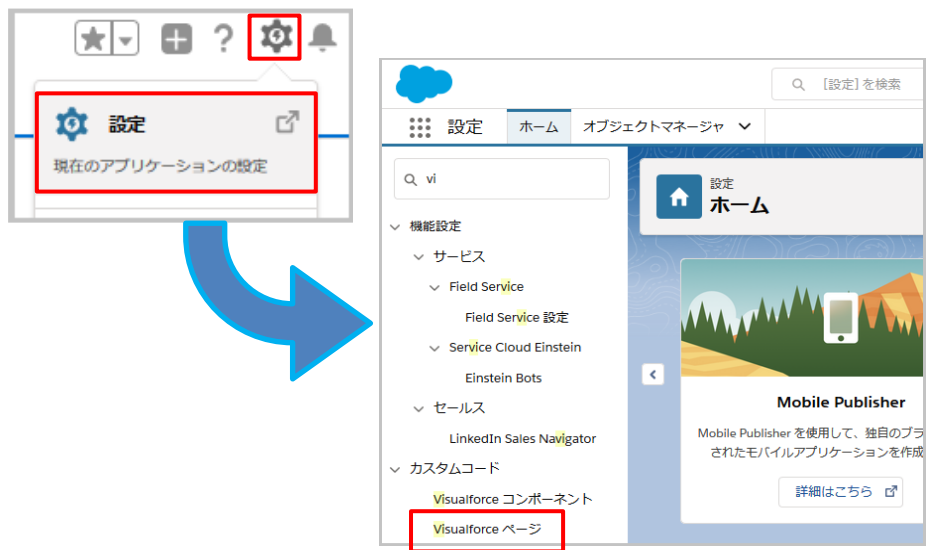 設定
現在のアプリケーションの設定
[設定] を検索
設定
ホーム
オブジェクトマネージャ
vi
設定
ホーム
機能設定
サービス
Field Service
Field Service 設定
Service Cloud Einstein
Einstein Bots
セールス
LinkedIn Sales Navigator
カスタムコード
Visualforce コンポーネント
Visualforce ページ
Mobile Publisher
Mobile Publisher を使用して、独自のブラ
されたモバイルアプリケーションを作成
詳細はこちら